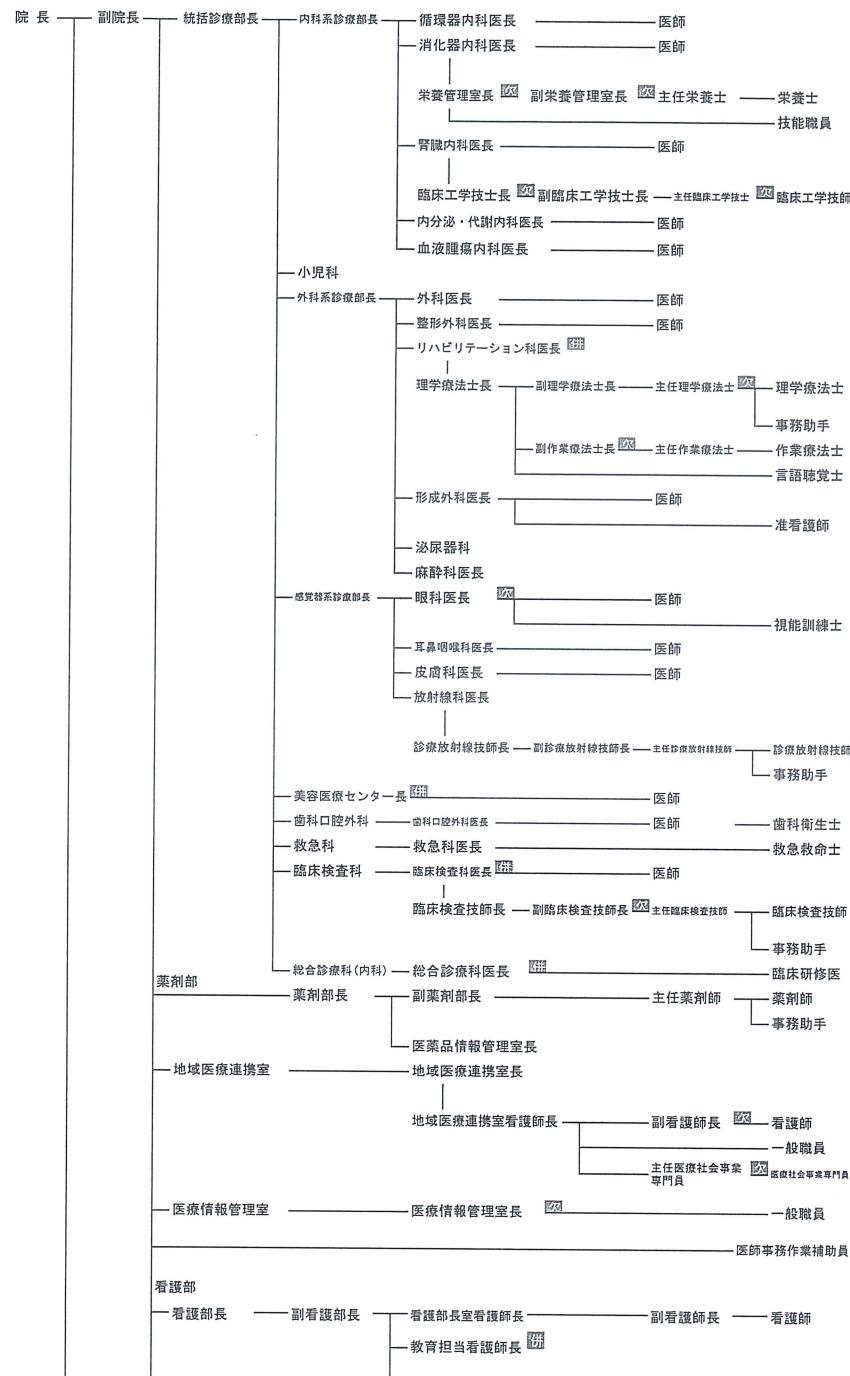 院 長 副院長 統括診療部長 内科系診療部長 循環器内科医長 医師
消化器内科医長 医師
栄養管理室長 欠 副栄養管理室長 欠 主任栄養士 栄養士
技能職員
腎臓内科医長 医師
臨床工学技士長 欠 副臨床工学技士長 主任臨床工学技士 欠 臨床工学技師
内分泌・代謝内科医長 医師
血液腫瘍内科医長 医師
小児科
外科系診療部長 外科医長 医師
整形外科医長 医師
リハビリテーション科医長 併
理学療法士長 副理学療法士長 主任理学療法士 欠 理学療法士
事務助手
副作業療法士長 欠 主任作業療法士 作業療法士
言語聴覚士
形成外科医長 医師
准看護師
泌尿器科
麻酔科医長
感覚器系診療部長 眼科医長 欠 医師
視能訓練士
耳鼻咽喉科医長 医師
皮膚科医長 医師
放射線科医長
診療放射線技師長 副診療放射線技師長 主任診療放射線技師 診療放射線技師
事務助手
美容医療センター長 併 医師
歯科口腔外科 歯科口腔外科医長 医師 歯科衛生士
救急科 救急科医長 救急救命士
臨床検査科 臨床検査科医長 併 医師
臨床検査技師長 副臨床検査技師長 欠 主任臨床検査技師 臨床検査技師
事務助手
総合診療科(内科) 総合診療科医長 併 臨床研修医
薬剤部
薬剤部長 副薬剤部長 主任薬剤師 薬剤師
事務助手
医薬品情報管理室長
地域医療連携室 地域医療連携室長
地域医療連携室看護師長 副看護師長 欠 看護師
一般職員
主任医療社会事業 欠 医療社会事業専門員
専門員
医療情報管理室 医療情報管理室長 欠 一般職員
医師事務作業補助員
看護部
看護部長 副看護部長 看護部長室看護師長 副看護師長 看護師
教育担当看護師長 併